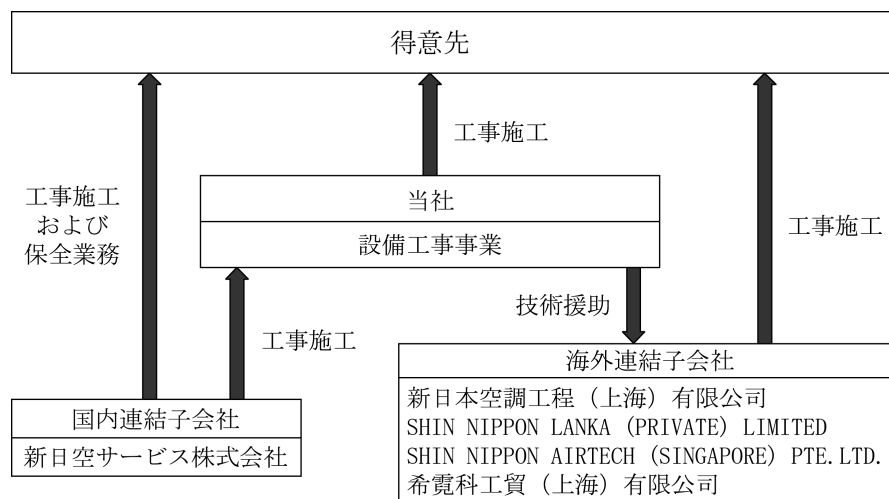 得意先
工事施工
工事施工
および
保全業務
当社
設備工事事業
工事施工
技術援助
工事施工
海外連結子会社
新日本空調工程（上海）有限公司
SHIN NIPPON LANKA (PRIVATE) LIMITED
SHIN NIPPON AIRTECH (SINGAPORE) PTE.LTD.
希霓科工貿（上海）有限公司
国内連結子会社
新日空サービス株式会社